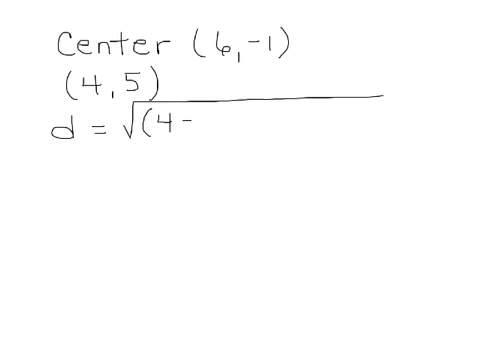 Center (6,-1)
(4,5)
d = √(4-